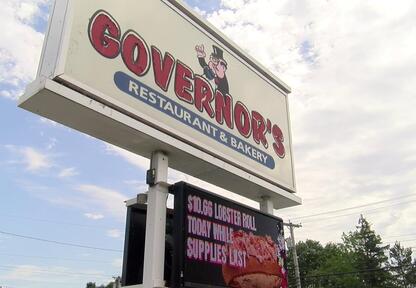 GOVERNOR'S
RESTAURANT & BAKERY
$10.66 LOBSTER ROLL
TODAY WHILE
SUPPLIES LAST